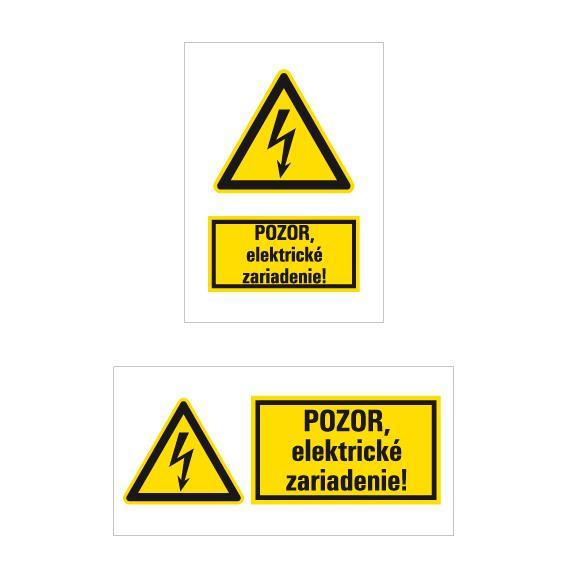 POZOR,
elektrické
zariadenie!
POZOR,
elektrické
zariadenie!